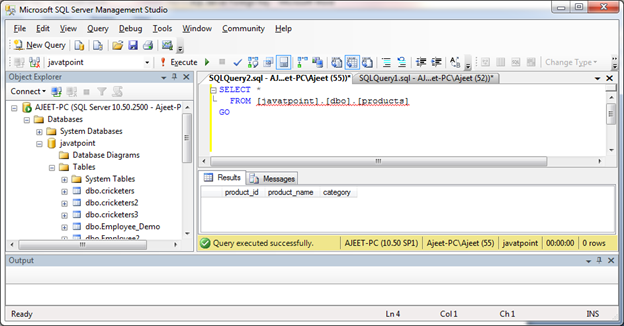 Microsoft SQL Server Management Studio
File Edit View Query Debug Tools Window Community Help
New Query
javatpoint Execute Change Type
Object Explorer
Connect
AJEET-PC (SQL Server 10.50.2500 - Ajeet-P
Databases
System Databases
javatpoint
Database Diagrams
Tables
System Tables
dbo.cricketers
dbo.cricketers2
dbo.cricketers3
dbo.Employee_Demo
dbo.Employee2
SQLQuery2.sql - AJ...et-PC\Ajeet (55))* SQLQuery1.sql - AJ...et-PC\Ajeet (52))*
SELECT *
FROM [javatpoint].[dbo].[products]
GO
Results Messages
product_id product_name category
Query executed successfully. AJEET-PC (10.50 SP1) Ajeet-PC\Ajeet (55) javatpoint 00:00:00 0 rows
Output
Ready Ln 4 Col 1 Ch 1 INS